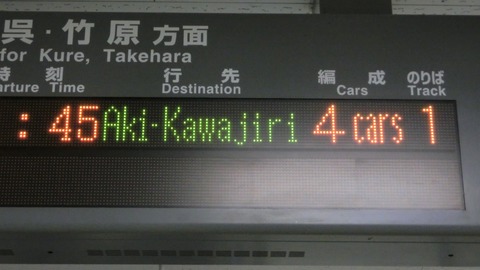 呉・竹原方面
for Kure, Takehara
時刻 行先 編成 のりば
arture Time Destination Cars Track
:45 Aki-Kawajiri 4 cars 1